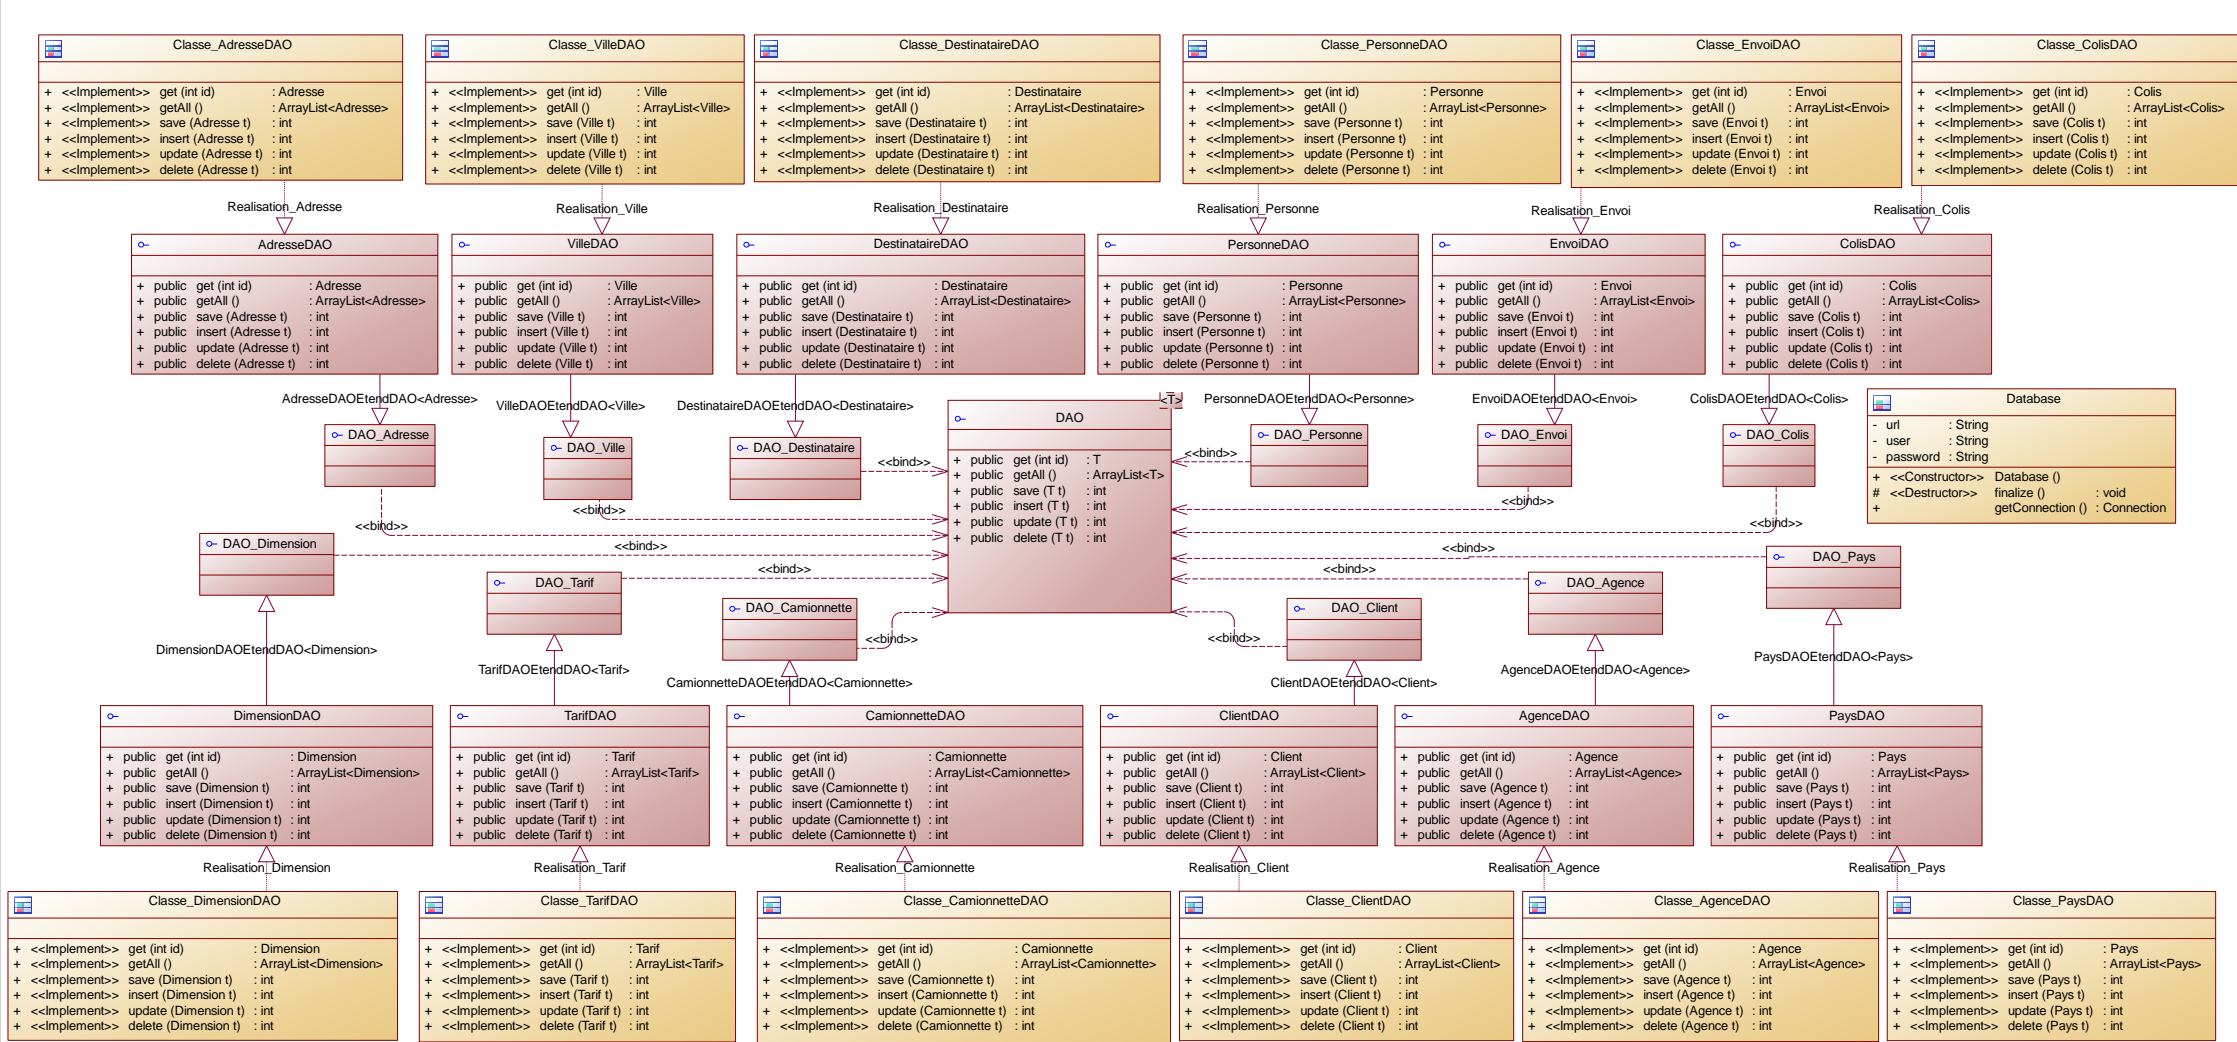 Classe_AdresseDAO
+ <<Implement>> get (int id) : Adresse
+ <<Implement>> getAll () : ArrayList<Adresse>
+ <<Implement>> save (Adresse t) : int
+ <<Implement>> insert (Adresse t) : int
+ <<Implement>> update (Adresse t) : int
+ <<Implement>> delete (Adresse t) : int
Classe_VilleDAO
+ <<Implement>> get (int id) : Ville
+ <<Implement>> getAll () : ArrayList<Ville>
+ <<Implement>> save (Ville t) : int
+ <<Implement>> insert (Ville t) : int
+ <<Implement>> update (Ville t) : int
+ <<Implement>> delete (Ville t) : int
Classe_DestinataireDAO
+ <<Implement>> get (int id) : Destinataire
+ <<Implement>> getAll () : ArrayList<Destinataire>
+ <<Implement>> save (Destinataire t) : int
+ <<Implement>> insert (Destinataire t) : int
+ <<Implement>> update (Destinataire t) : int
+ <<Implement>> delete (Destinataire t) : int
Classe_PersonneDAO
+ <<Implement>> get (int id) : Personne
+ <<Implement>> getAll () : ArrayList<Personne>
+ <<Implement>> save (Personne t) : int
+ <<Implement>> insert (Personne t) : int
+ <<Implement>> update (Personne t) : int
+ <<Implement>> delete (Personne t) : int
Classe_EnvoiDAO
+ <<Implement>> get (int id) : Envoi
+ <<Implement>> getAll () : ArrayList<Envoi>
+ <<Implement>> save (Envoi t) : int
+ <<Implement>> insert (Envoi t) : int
+ <<Implement>> update (Envoi t) : int
+ <<Implement>> delete (Envoi t) : int
Classe_ColisDAO
+ <<Implement>> get (int id) : Colis
+ <<Implement>> getAll () : ArrayList<Colis>
+ <<Implement>> save (Colis t) : int
+ <<Implement>> insert (Colis t) : int
+ <<Implement>> update (Colis t) : int
+ <<Implement>> delete (Colis t) : int
Realisation_Adresse
Realisation_Ville
Realisation_Destinataire
Realisation_Personne
Realisation_Envoi
Realisation_Colis
AdresseDAO
+ public get (int id) : Adresse
+ public getAll () : ArrayList<Adresse>
+ public save (Adresse t) : int
+ public insert (Adresse t) : int
+ public update (Adresse t) : int
+ public delete (Adresse t) : int
VilleDAO
+ public get (int id) : Ville
+ public getAll () : ArrayList<Ville>
+ public save (Ville t) : int
+ public insert (Ville t) : int
+ public update (Ville t) : int
+ public delete (Ville t) : int
DestinataireDAO
+ public get (int id) : Destinataire
+ public getAll () : ArrayList<Destinataire>
+ public save (Destinataire t) : int
+ public insert (Destinataire t) : int
+ public update (Destinataire t) : int
+ public delete (Destinataire t) : int
PersonneDAO
+ public get (int id) : Personne
+ public getAll () : ArrayList<Personne>
+ public save (Personne t) : int
+ public insert (Personne t) : int
+ public update (Personne t) : int
+ public delete (Personne t) : int
EnvoiDAO
+ public get (int id) : Envoi
+ public getAll () : ArrayList<Envoi>
+ public save (Envoi t) : int
+ public insert (Envoi t) : int
+ public update (Envoi t) : int
+ public delete (Envoi t) : int
ColisDAO
+ public get (int id) : Colis
+ public getAll () : ArrayList<Colis>
+ public save (Colis t) : int
+ public insert (Colis t) : int
+ public update (Colis t) : int
+ public delete (Colis t) : int
AdresseDAOEtendDAO<Adresse>
VilleDAOEtendDAO<Ville>
DestinataireDAOEtendDAO<Destinataire>
PersonneDAOEtendDAO<Personne>
EnvoiDAOEtendDAO<Envoi>
ColisDAOEtendDAO<Colis>
DAO_Adresse
DAO_Ville
DAO_Destinataire
<T>
DAO
+ public get (int id) : T
+ public getAll () : ArrayList<T>
+ public save (T t) : int
+ public insert (T t) : int
+ public update (T t) : int
+ public delete (T t) : int
DAO_Personne
DAO_Envoi
DAO_Colis
Database
- url : String
- user : String
- password : String
+ <<Constructor>> Database ()
# <<Destructor>> finalize () : void
+ getConnection () : Connection
<<bind>>
<<bind>>
<<bind>>
<<bind>>
<<bind>>
<<bind>>
<<bind>>
<<bind>>
<<bind>>
<<bind>>
<<bind>>
<<bind>>
DAO_Dimension
DAO_Tarif
DAO_Camionnette
DAO_Client
DAO_Agence
DAO_Pays
DimensionDAOEtendDAO<Dimension>
TarifDAOEtendDAO<Tarif>
CamionnetteDAOEtendDAO<Camionnette>
ClientDAOEtendDAO<Client>
AgenceDAOEtendDAO<Agence>
PaysDAOEtendDAO<Pays>
DimensionDAO
+ public get (int id) : Dimension
+ public getAll () : ArrayList<Dimension>
+ public save (Dimension t) : int
+ public insert (Dimension t) : int
+ public update (Dimension t) : int
+ public delete (Dimension t) : int
TarifDAO
+ public get (int id) : Tarif
+ public getAll () : ArrayList<Tarif>
+ public save (Tarif t) : int
+ public insert (Tarif t) : int
+ public update (Tarif t) : int
+ public delete (Tarif t) : int
CamionnetteDAO
+ public get (int id) : Camionnette
+ public getAll () : ArrayList<Camionnette>
+ public save (Camionnette t) : int
+ public insert (Camionnette t) : int
+ public update (Camionnette t) : int
+ public delete (Camionnette t) : int
ClientDAO
+ public get (int id) : Client
+ public getAll () : ArrayList<Client>
+ public save (Client t) : int
+ public insert (Client t) : int
+ public update (Client t) : int
+ public delete (Client t) : int
AgenceDAO
+ public get (int id) : Agence
+ public getAll () : ArrayList<Agence>
+ public save (Agence t) : int
+ public insert (Agence t) : int
+ public update (Agence t) : int
+ public delete (Agence t) : int
PaysDAO
+ public get (int id) : Pays
+ public getAll () : ArrayList<Pays>
+ public save (Pays t) : int
+ public insert (Pays t) : int
+ public update (Pays t) : int
+ public delete (Pays t) : int
Realisation_Dimension
Realisation_Tarif
Realisation_Camionnette
Realisation_Client
Realisation_Agence
Realisation_Pays
Classe_DimensionDAO
+ <<Implement>> get (int id) : Dimension
+ <<Implement>> getAll () : ArrayList<Dimension>
+ <<Implement>> save (Dimension t) : int
+ <<Implement>> insert (Dimension t) : int
+ <<Implement>> update (Dimension t) : int
+ <<Implement>> delete (Dimension t) : int
Classe_TarifDAO
+ <<Implement>> get (int id) : Tarif
+ <<Implement>> getAll () : ArrayList<Tarif>
+ <<Implement>> save (Tarif t) : int
+ <<Implement>> insert (Tarif t) : int
+ <<Implement>> update (Tarif t) : int
+ <<Implement>> delete (Tarif t) : int
Classe_CamionnetteDAO
+ <<Implement>> get (int id) : Camionnette
+ <<Implement>> getAll () : ArrayList<Camionnette>
+ <<Implement>> save (Camionnette t) : int
+ <<Implement>> insert (Camionnette t) : int
+ <<Implement>> update (Camionnette t) : int
+ <<Implement>> delete (Camionnette t) : int
Classe_ClientDAO
+ <<Implement>> get (int id) : Client
+ <<Implement>> getAll () : ArrayList<Client>
+ <<Implement>> save (Client t) : int
+ <<Implement>> insert (Client t) : int
+ <<Implement>> update (Client t) : int
+ <<Implement>> delete (Client t) : int
Classe_AgenceDAO
+ <<Implement>> get (int id) : Agence
+ <<Implement>> getAll () : ArrayList<Agence>
+ <<Implement>> save (Agence t) : int
+ <<Implement>> insert (Agence t) : int
+ <<Implement>> update (Agence t) : int
+ <<Implement>> delete (Agence t) : int
Classe_PaysDAO
+ <<Implement>> get (int id) : Pays
+ <<Implement>> getAll () : ArrayList<Pays>
+ <<Implement>> save (Pays t) : int
+ <<Implement>> insert (Pays t) : int
+ <<Implement>> update (Pays t) : int
+ <<Implement>> delete (Pays t) : int